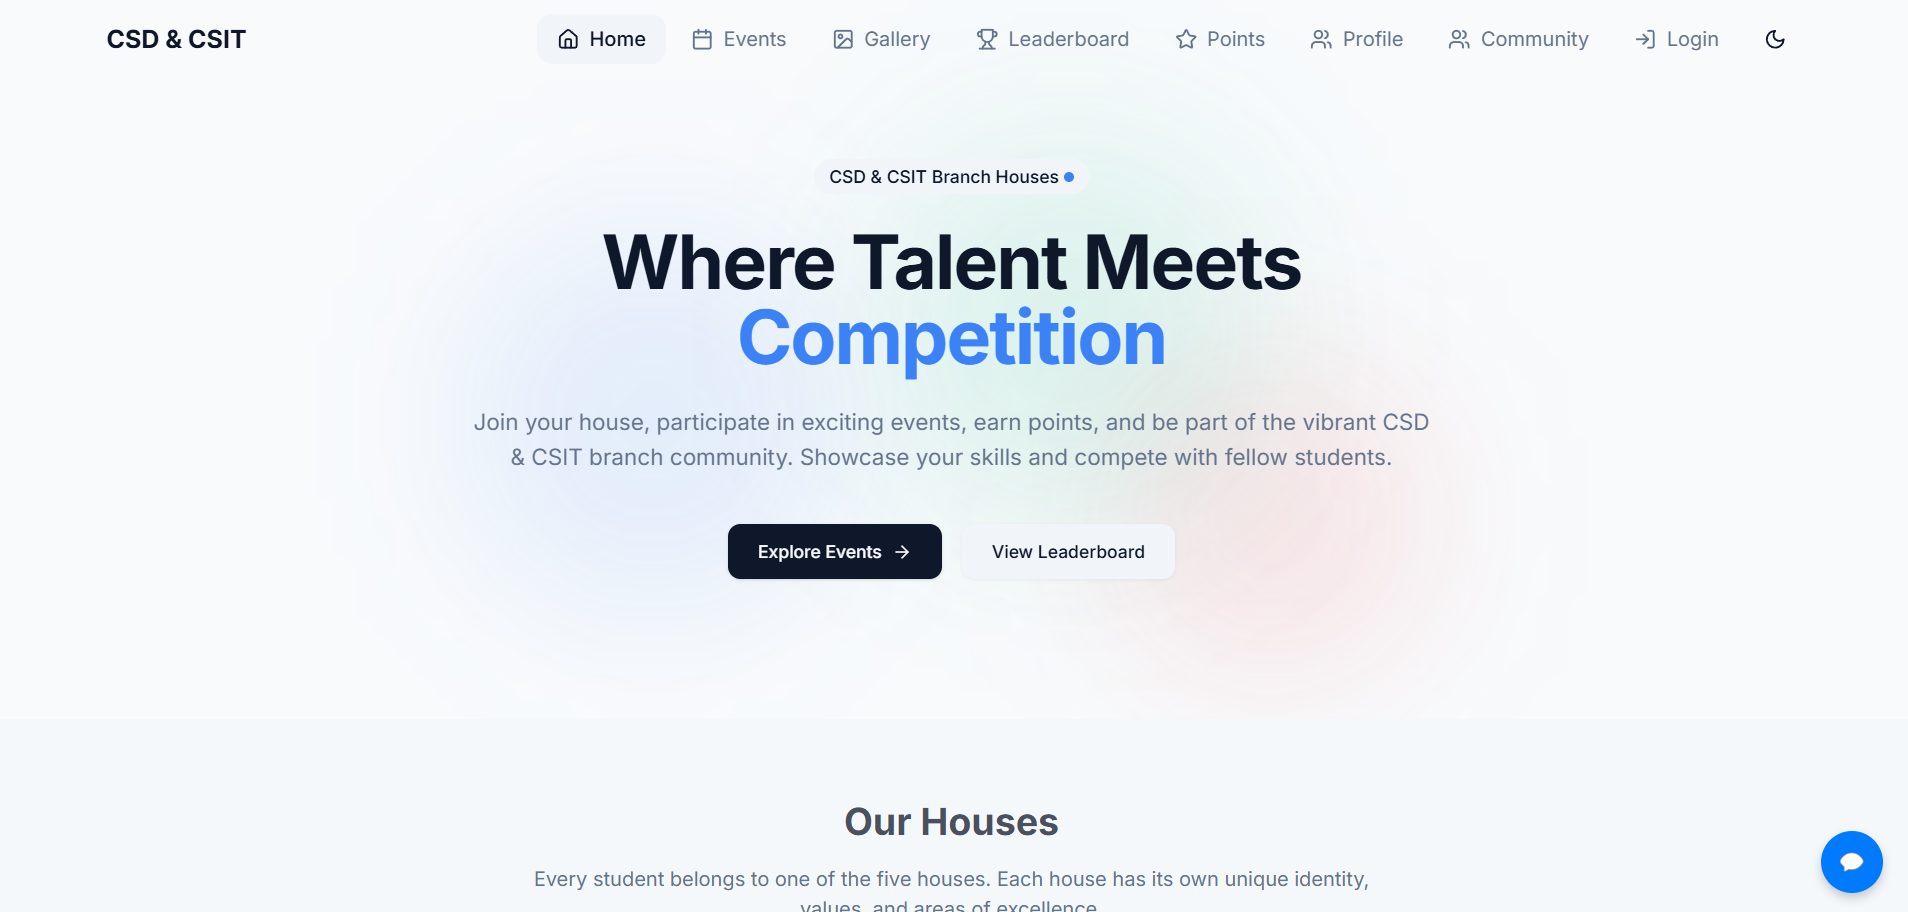 CSD & CSIT
Home
Events
Gallery
Leaderboard
Points
Profile
Community
Login
CSD & CSIT Branch Houses
Where Talent Meets
Competition
Join your house, participate in exciting events, earn points, and be part of the vibrant CSD
& CSIT branch community. Showcase your skills and compete with fellow students.
Explore Events
View Leaderboard
Our Houses
Every student belongs to one of the five houses. Each house has its own unique identity,
values, and areas of excellence.